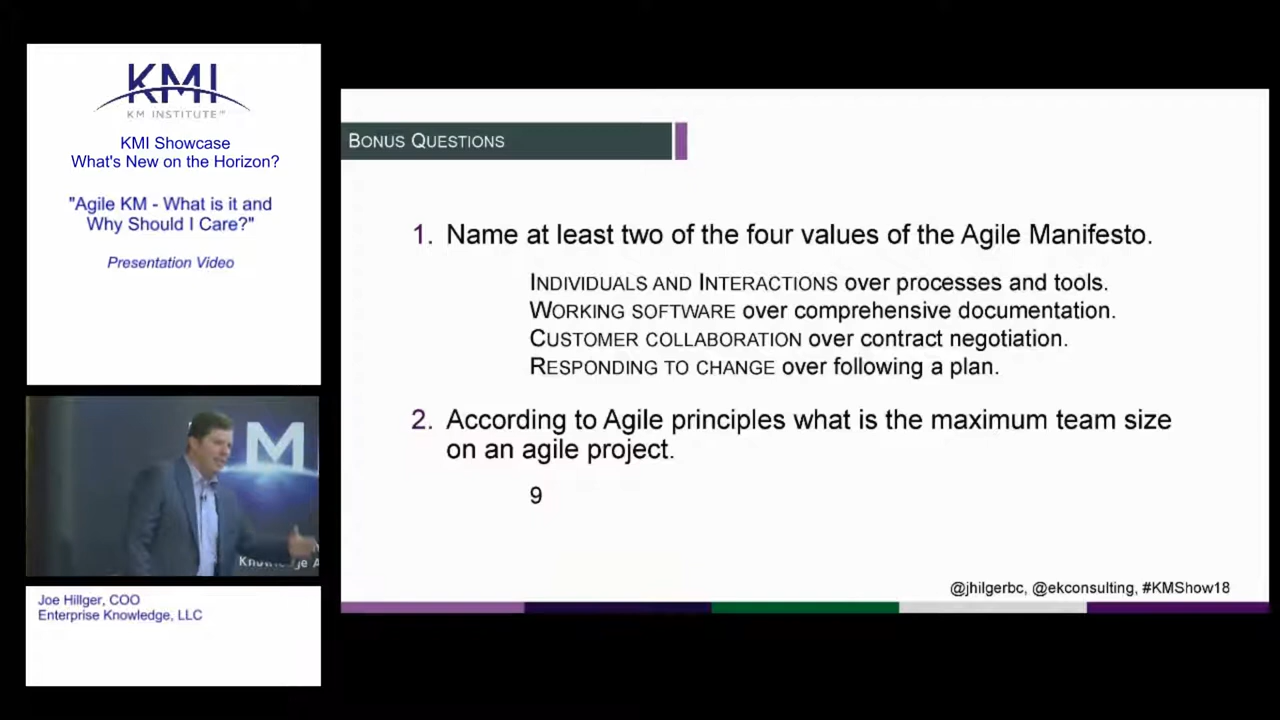 KMI
KM INSTITUTE™
KMI Showcase
What's New on the Horizon?
"Agile KM - What is it and
Why Should I Care?"
Presentation Video
Joe Hillger, COO
Enterprise Knowledge, LLC
BONUS QUESTIONS
1. Name at least two of the four values of the Agile Manifesto.
INDIVIDUALS AND INTERACTIONS over processes and tools.
WORKING SOFTWARE over comprehensive documentation.
CUSTOMER COLLABORATION over contract negotiation.
RESPONDING TO CHANGE over following a plan.
2. According to Agile principles what is the maximum team size
on an agile project.
9
@jhilgerbc, @ekconsulting, #KMShow18